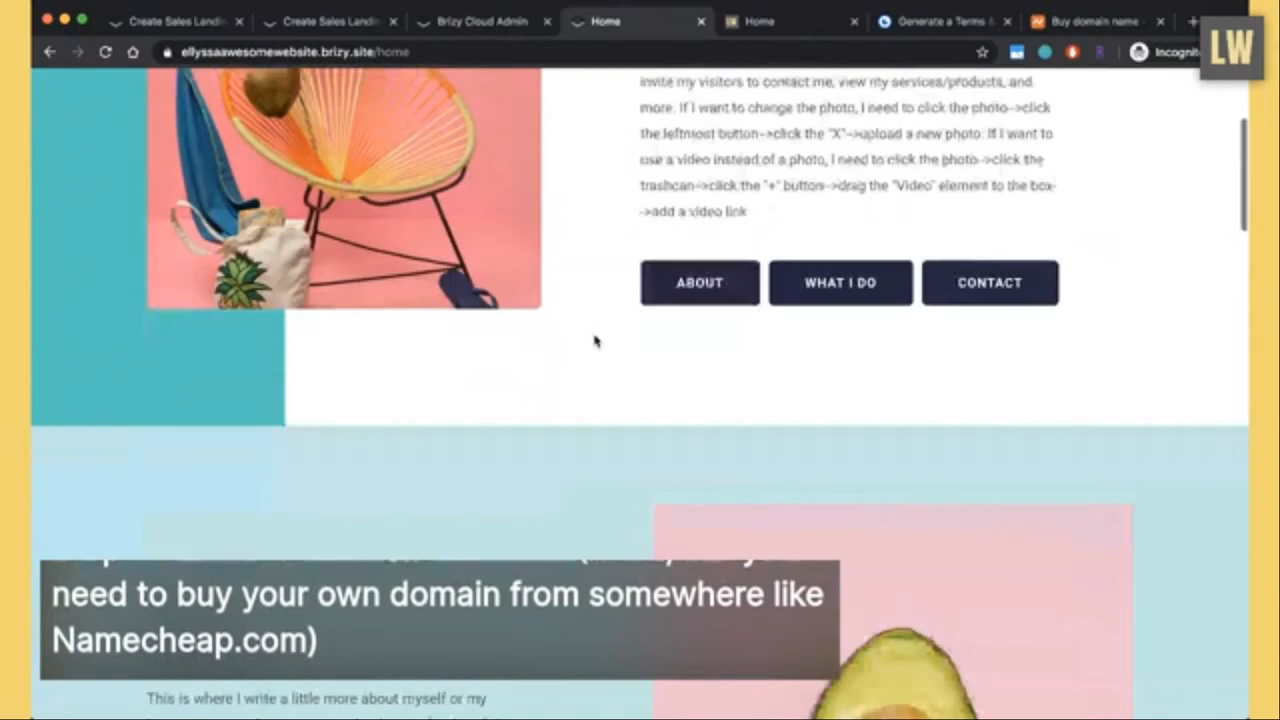 Create Sales Landin
Create Sales Landin
Brizy Cloud Admin
Home
Home
Generate a Terms &
Buy domain name -
LW
ellyssaawesomewebsite.brizy.site/home
Incognito
invite my visitors to contact me, view my services/products, and
more. If I want to change the photo, I need to click the photo-->click
the leftmost button-->click the "X"-->upload a new photo. If I want to
use a video instead of a photo, I need to click the photo-->click the
trashcan-->click the "+" button-->drag the "Video" element to the box-
->add a video link
ABOUT
WHAT I DO
CONTACT
need to buy your own domain from somewhere like
Namecheap.com)
This is where I write a little more about myself or my